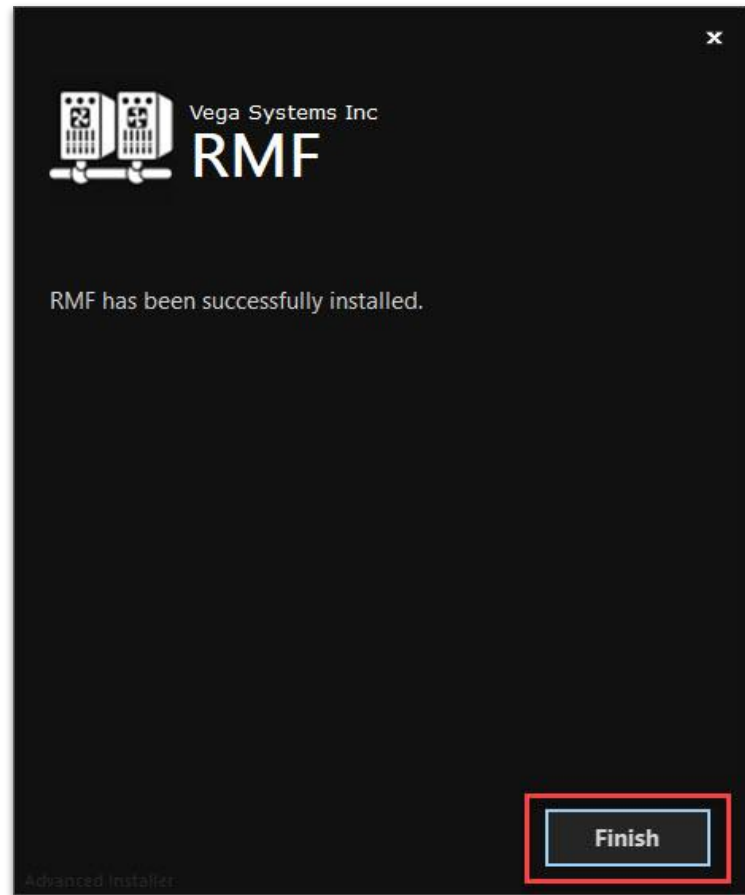 Vega Systems Inc
RMF
RMF has been successfully installed.
Finish
Advanced Installer